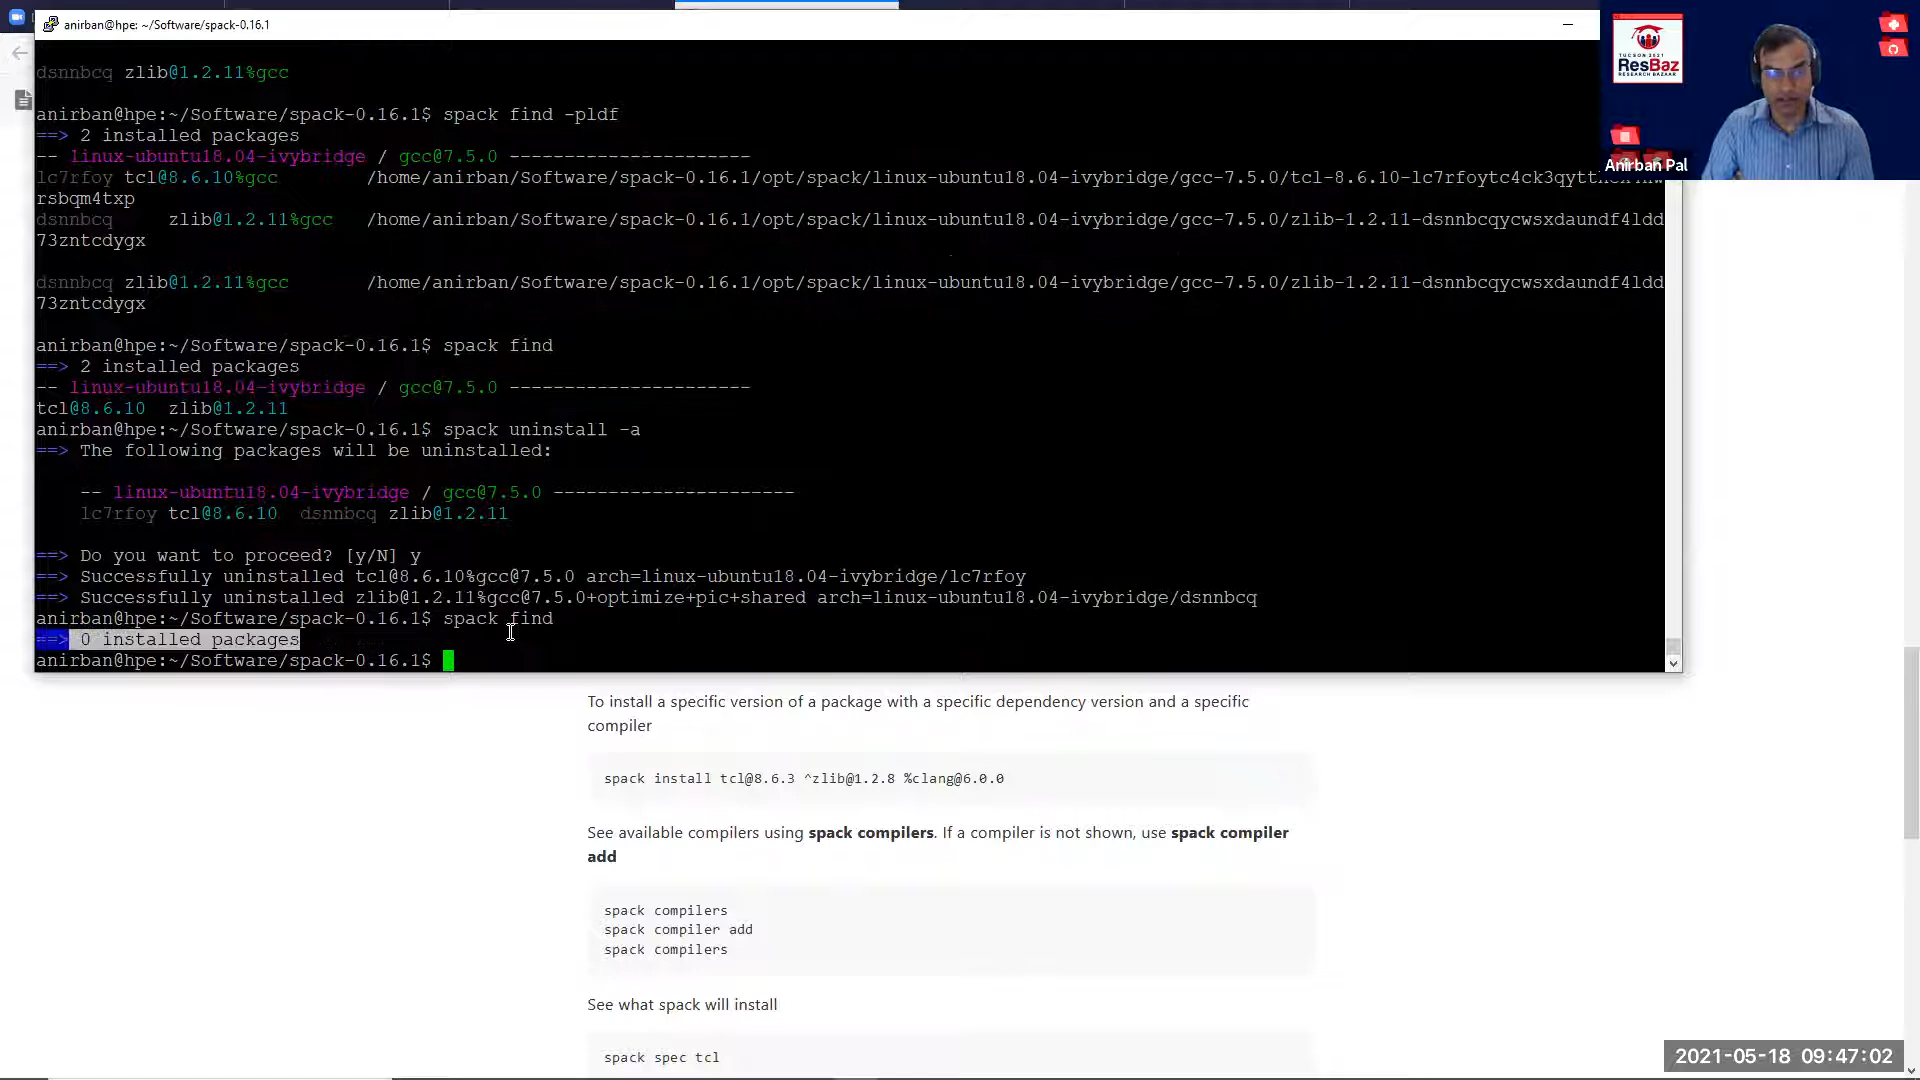 anirban@hpe: ~/Software/spack-0.16.1
dsnnbcq zlib@1.2.11%gcc
anirban@hpe:~/Software/spack-0.16.1$ spack find -pldf
==> 2 installed packages
-- linux-ubuntu18.04-ivybridge / gcc@7.5.0 ----------------------
lc7rfoy tcl@8.6.10%gcc /home/anirban/Software/spack-0.16.1/opt/spack/linux-ubuntu18.04-ivybridge/gcc-7.5.0/
rsbqm4txp
dsnnbcq zlib@1.2.11%gcc /home/anirban/Software/spack-0.16.1/opt/spack/linux-ubuntu18.04-ivybridge/gcc-7.5.0/zlib-1.2.11-dsnnbcqycwsxdaundf4ldd
73zntcdygx
dsnnbcq zlib@1.2.11%gcc /home/anirban/Software/spack-0.16.1/opt/spack/linux-ubuntu18.04-ivybridge/gcc-7.5.0/zlib-1.2.11-dsnnbcqycwsxdaundf4ldd
73zntcdygx
anirban@hpe:~/Software/spack-0.16.1$ spack find
==> 2 installed packages
-- linux-ubuntu18.04-ivybridge / gcc@7.5.0 ----------------------
tcl@8.6.10 zlib@1.2.11
anirban@hpe:~/Software/spack-0.16.1$ spack uninstall -a
==> The following packages will be uninstalled:
-- linux-ubuntu18.04-ivybridge / gcc@7.5.0 ----------------------
lc7rfoy tcl@8.6.10 dsnnbcq zlib@1.2.11
==> Do you want to proceed? [y/N] y
==> Successfully uninstalled tcl@8.6.10%gcc@7.5.0 arch=linux-ubuntu18.04-ivybridge/lc7rfoy
==> Successfully uninstalled zlib@1.2.11%gcc@7.5.0+optimize+pic+shared arch=linux-ubuntu18.04-ivybridge/dsnnbcq
anirban@hpe:~/Software/spack-0.16.1$ spack find
==> 0 installed packages
anirban@hpe:~/Software/spack-0.16.1$
TUCSON 2021
ResBaz
RESEARCH BAZAAR
Anirban Pal
To install a specific version of a package with a specific dependency version and a specific
compiler
spack install tcl@8.6.3 ^zlib@1.2.8 %clang@6.0.0
See available compilers using spack compilers. If a compiler is not shown, use spack compiler
add
spack compilers
spack compiler add
spack compilers
See what spack will install
spack spec tcl
2021-05-18 09:47:02